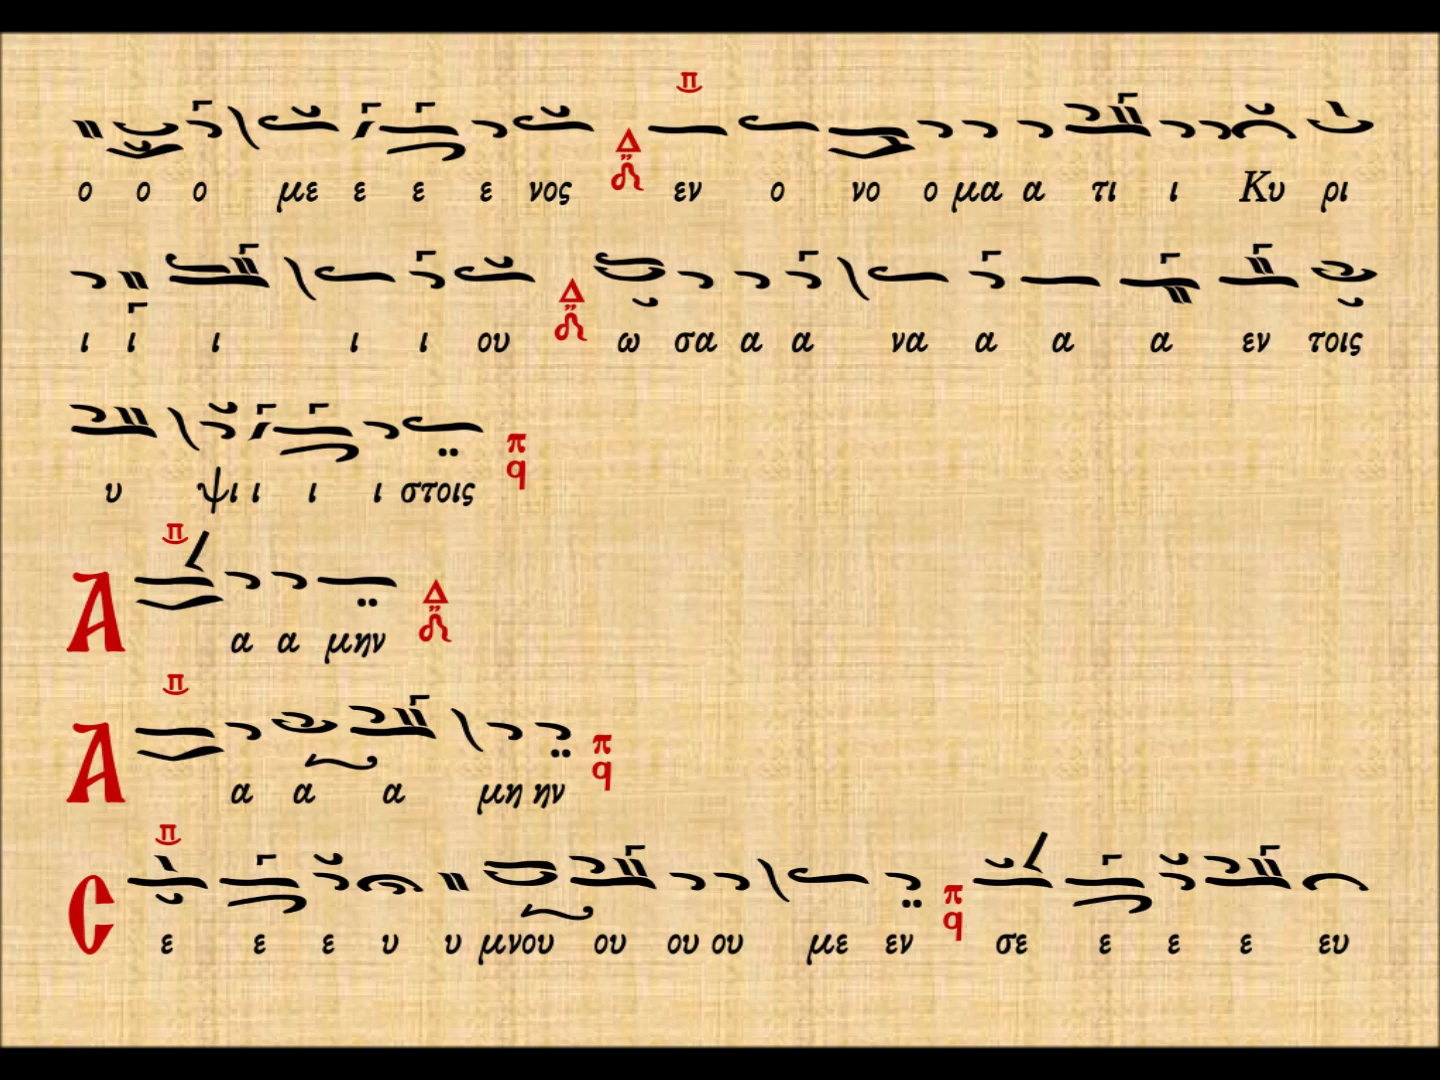 ο ο ο με ε ε ε νος Δ εν ο νο ο μα α τι ι Κυ ρι
ι ι ι ι ι ου Δ ω σα α α να α α α εν τοις
υ ψι ι ι ι στοις π q
Α α α μην Δ
Α α α α μη ην π q
Ϲ ε ε ε υ υ μνου ου ου ου με εν π q σε ε ε ε ευ